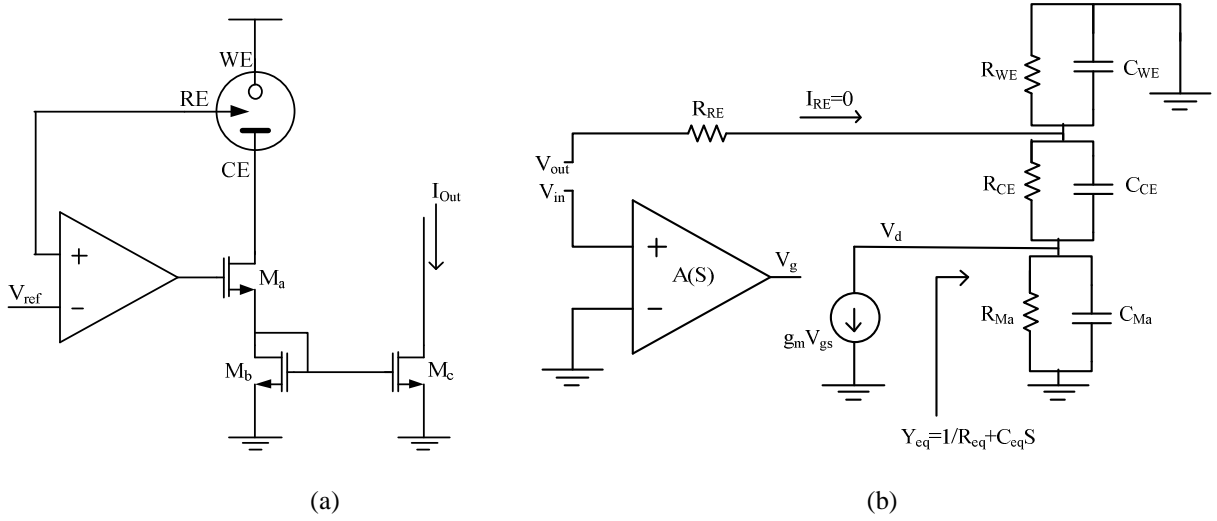 WE
RE
CE
I_Out
V_ref
+
−
M_a
M_b
M_c
(a)
R_WE
C_WE
R_RE
I_RE=0
V_out
V_in
R_CE
C_CE
+
A(S)
−
V_g
V_d
g_mV_gs
R_Ma
C_Ma
Y_eq=1/R_eq+C_eqS
(b)